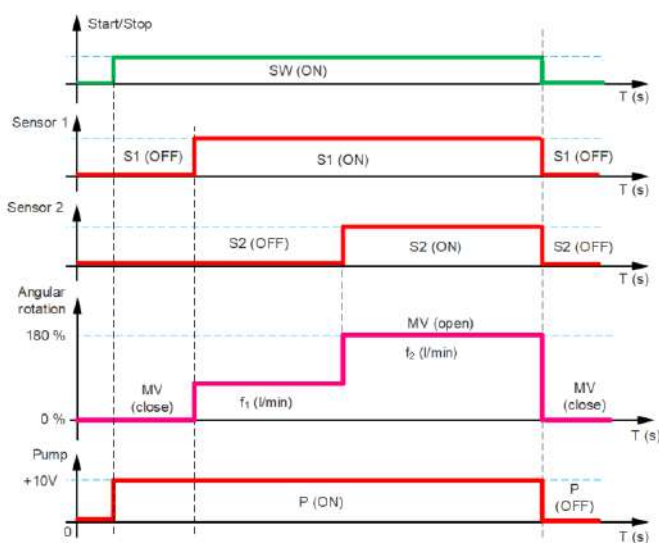 Start/Stop
SW (ON)
T (s)
Sensor 1
S1 (OFF)
S1 (ON)
S1 (OFF)
T (s)
Sensor 2
S2 (OFF)
S2 (ON)
S2 (OFF)
T (s)
Angular
rotation
180 %
MV (open)
f₂ (l/min)
MV
(close)
f₁ (l/min)
MV
(close)
0 %
T (s)
Pump
+10V
P (ON)
P
(OFF)
0
T (s)